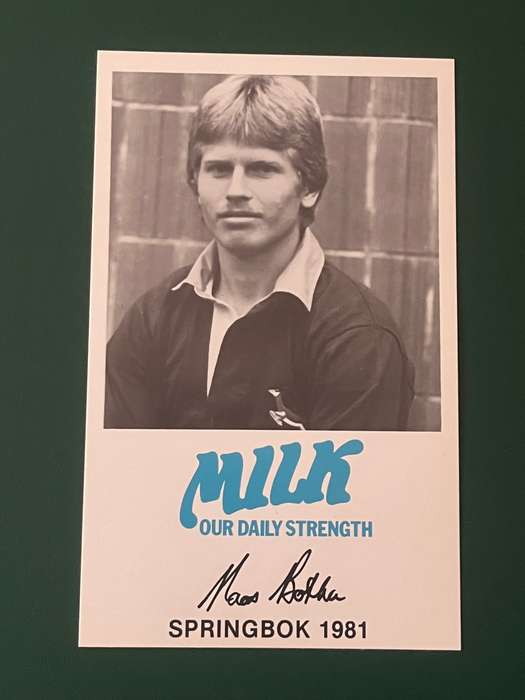 MILK
OUR DAILY STRENGTH
Naas Botha
SPRINGBOK 1981